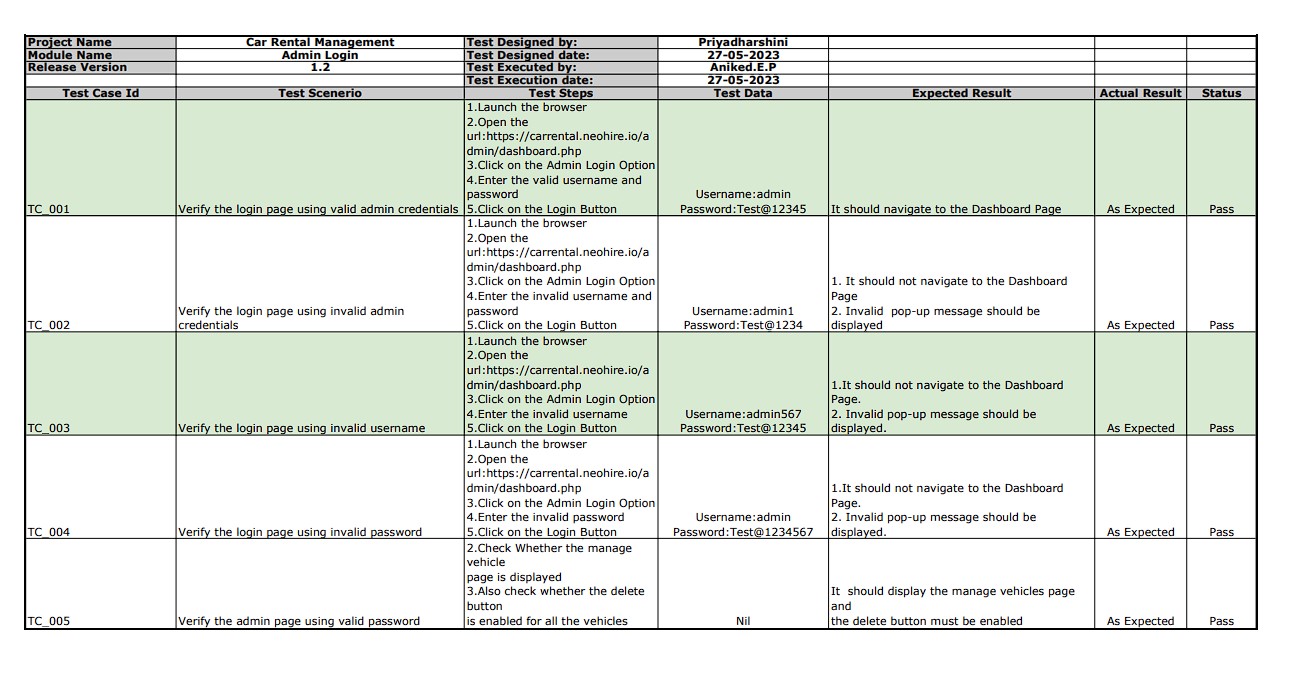 Project Name Car Rental Management Test Designed by: Priyadharshini
Module Name Admin Login Test Designed date: 27-05-2023
Release Version 1.2 Test Executed by: Aniked.E.P
Test Execution date: 27-05-2023
Test Case Id Test Scenerio Test Steps Test Data Expected Result Actual Result Status
TC_001
Verify the login page using valid admin credentials
1.Launch the browser
2.Open the
url:https://carrental.neohire.io/a
dmin/dashboard.php
3.Click on the Admin Login Option
4.Enter the valid username and
password
5.Click on the Login Button
Username:admin
Password:Test@12345
It should navigate to the Dashboard Page
As Expected
Pass
TC_002
Verify the login page using invalid admin
credentials
1.Launch the browser
2.Open the
url:https://carrental.neohire.io/a
dmin/dashboard.php
3.Click on the Admin Login Option
4.Enter the invalid username and
password
5.Click on the Login Button
Username:admin1
Password:Test@1234
1. It should not navigate to the Dashboard
Page
2. Invalid  pop-up message should be
displayed
As Expected
Pass
TC_003
Verify the login page using invalid username
1.Launch the browser
2.Open the
url:https://carrental.neohire.io/a
dmin/dashboard.php
3.Click on the Admin Login Option
4.Enter the invalid username
5.Click on the Login Button
Username:admin567
Password:Test@12345
1.It should not navigate to the Dashboard
Page.
2. Invalid pop-up message should be
displayed.
As Expected
Pass
TC_004
Verify the login page using invalid password
1.Launch the browser
2.Open the
url:https://carrental.neohire.io/a
dmin/dashboard.php
3.Click on the Admin Login Option
4.Enter the invalid password
5.Click on the Login Button
Username:admin
Password:Test@1234567
1.It should not navigate to the Dashboard
Page.
2. Invalid pop-up message should be
displayed.
As Expected
Pass
TC_005
Verify the admin page using valid password
2.Check Whether the manage
vehicle
page is displayed
3.Also check whether the delete
button
is enabled for all the vehicles
Nil
It  should display the manage vehicles page
and
the delete button must be enabled
As Expected
Pass